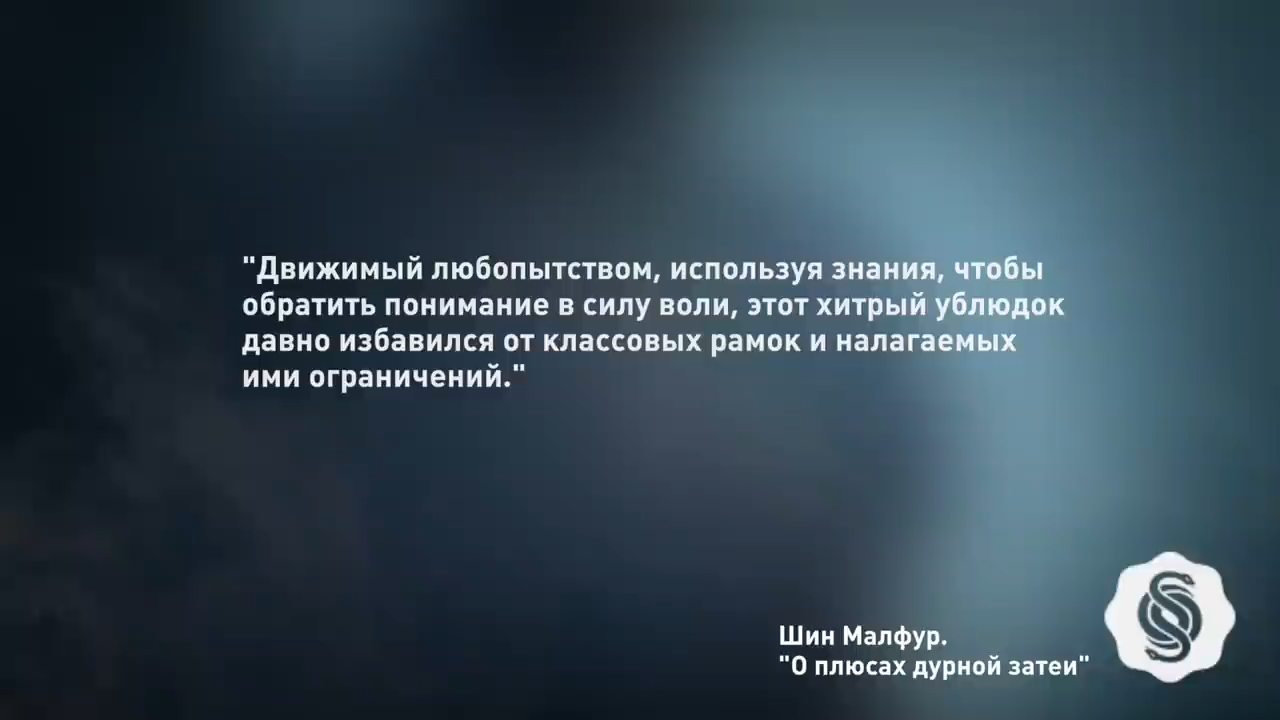 "Движимый любопытством, используя знания, чтобы
обратить понимание в силу воли, этот хитрый ублюдок
давно избавился от классовых рамок и налагаемых
ими ограничений."
Шин Малфур.
"О плюсах дурной затеи"